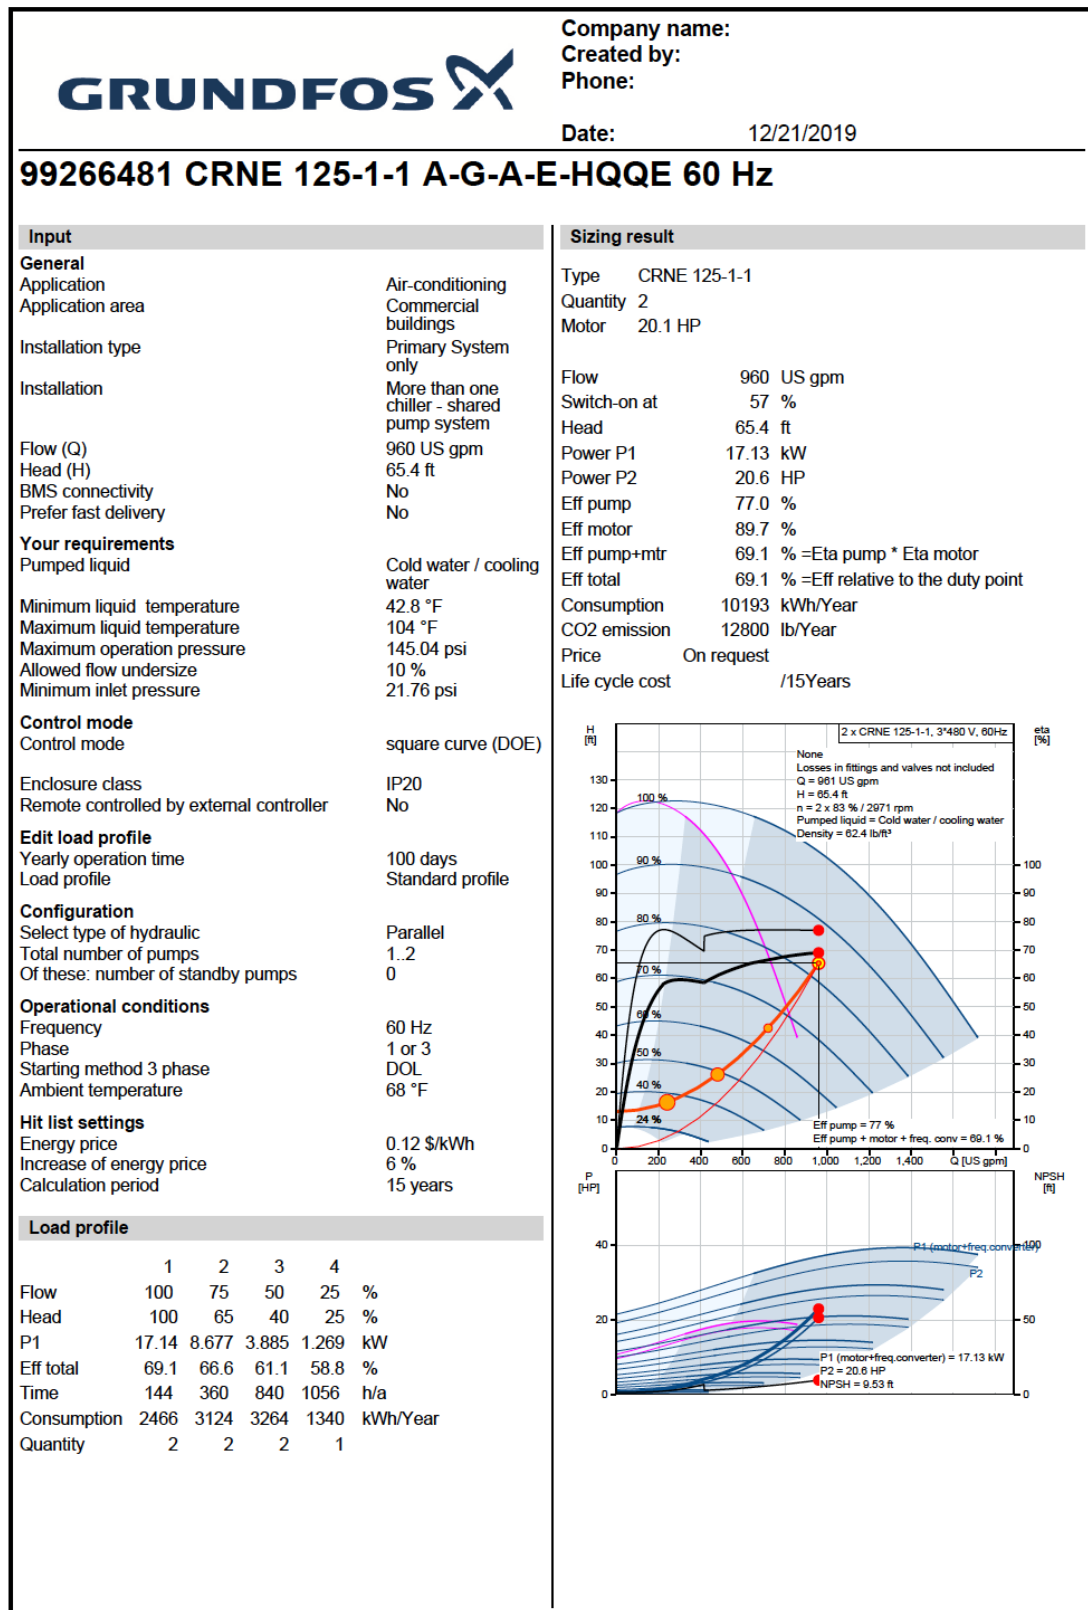 GRUNDFOS
Company name:
Created by:
Phone:
Date: 12/21/2019
99266481 CRNE 125-1-1 A-G-A-E-HQQE 60 Hz
Input
General
Application Air-conditioning
Application area Commercial
buildings
Installation type Primary System
only
Installation More than one
chiller - shared
pump system
Flow (Q) 960 US gpm
Head (H) 65.4 ft
BMS connectivity No
Prefer fast delivery No
Your requirements
Pumped liquid Cold water / cooling
water
Minimum liquid temperature 42.8 °F
Maximum liquid temperature 104 °F
Maximum operation pressure 145.04 psi
Allowed flow undersize 10 %
Minimum inlet pressure 21.76 psi
Control mode
Control mode square curve (DOE)
Enclosure class IP20
Remote controlled by external controller No
Edit load profile
Yearly operation time 100 days
Load profile Standard profile
Configuration
Select type of hydraulic Parallel
Total number of pumps 1..2
Of these: number of standby pumps 0
Operational conditions
Frequency 60 Hz
Phase 1 or 3
Starting method 3 phase DOL
Ambient temperature 68 °F
Hit list settings
Energy price 0.12 $/kWh
Increase of energy price 6 %
Calculation period 15 years
Load profile
1 2 3 4
Flow 100 75 50 25 %
Head 100 65 40 25 %
P1 17.14 8.677 3.885 1.269 kW
Eff total 69.1 66.6 61.1 58.8 %
Time 144 360 840 1056 h/a
Consumption 2466 3124 3264 1340 kWh/Year
Quantity 2 2 2 1
Sizing result
Type CRNE 125-1-1
Quantity 2
Motor 20.1 HP
Flow 960 US gpm
Switch-on at 57 %
Head 65.4 ft
Power P1 17.13 kW
Power P2 20.6 HP
Eff pump 77.0 %
Eff motor 89.7 %
Eff pump+mtr 69.1 % =Eta pump * Eta motor
Eff total 69.1 % =Eff relative to the duty point
Consumption 10193 kWh/Year
CO2 emission 12800 lb/Year
Price On request
Life cycle cost /15Years
H
[ft]
2 x CRNE 125-1-1, 3*480 V, 60Hz
eta
[%]
None
Losses in fittings and valves not included
Q = 961 US gpm
H = 65.4 ft
n = 2 x 83 % / 2971 rpm
Pumped liquid = Cold water / cooling water
Density = 62.4 lb/ft³
130
120
110
100
90
80
70
60
50
40
30
20
10
0
100 %
90 %
80 %
70 %
60 %
50 %
40 %
24 %
100
90
80
70
60
50
40
30
20
10
0
Eff pump = 77 %
Eff pump + motor + freq. conv = 69.1 %
0 200 400 600 800 1,000 1,200 1,400 Q [US gpm]
P
[HP]
NPSH
[ft]
40
20
0
P1 (motor+freq.converter)
P2
100
50
0
P1 (motor+freq.converter) = 17.13 kW
P2 = 20.6 HP
NPSH = 9.53 ft